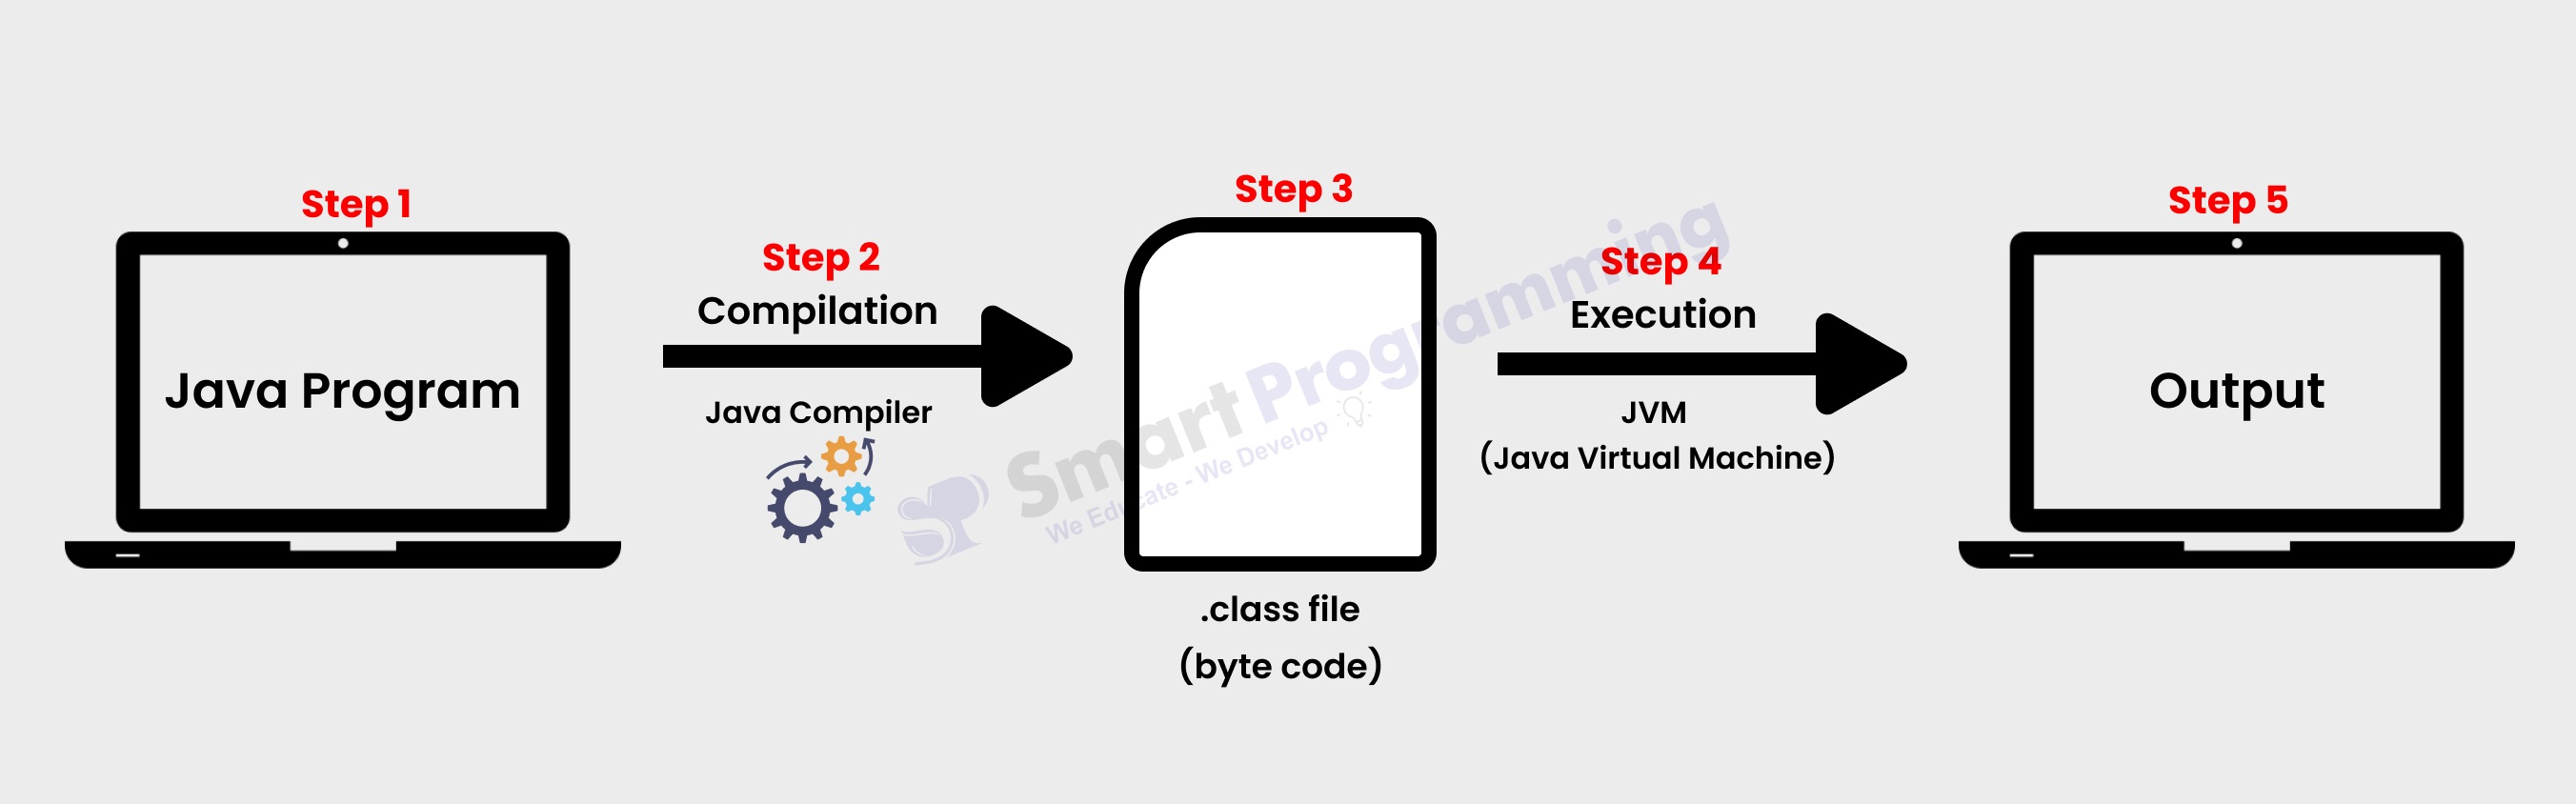 Step 1
Java Program
Step 2
Compilation
Java Compiler
Step 3
.class file
(byte code)
Step 4
Execution
JVM
(Java Virtual Machine)
Step 5
Output
Smart Programming
We Educate - We Develop